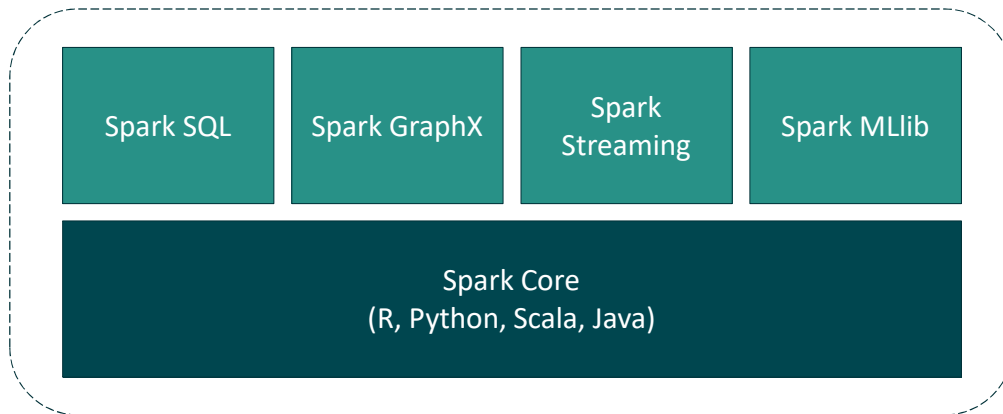 Spark SQL
Spark GraphX
Spark
Streaming
Spark MLlib
Spark Core
(R, Python, Scala, Java)